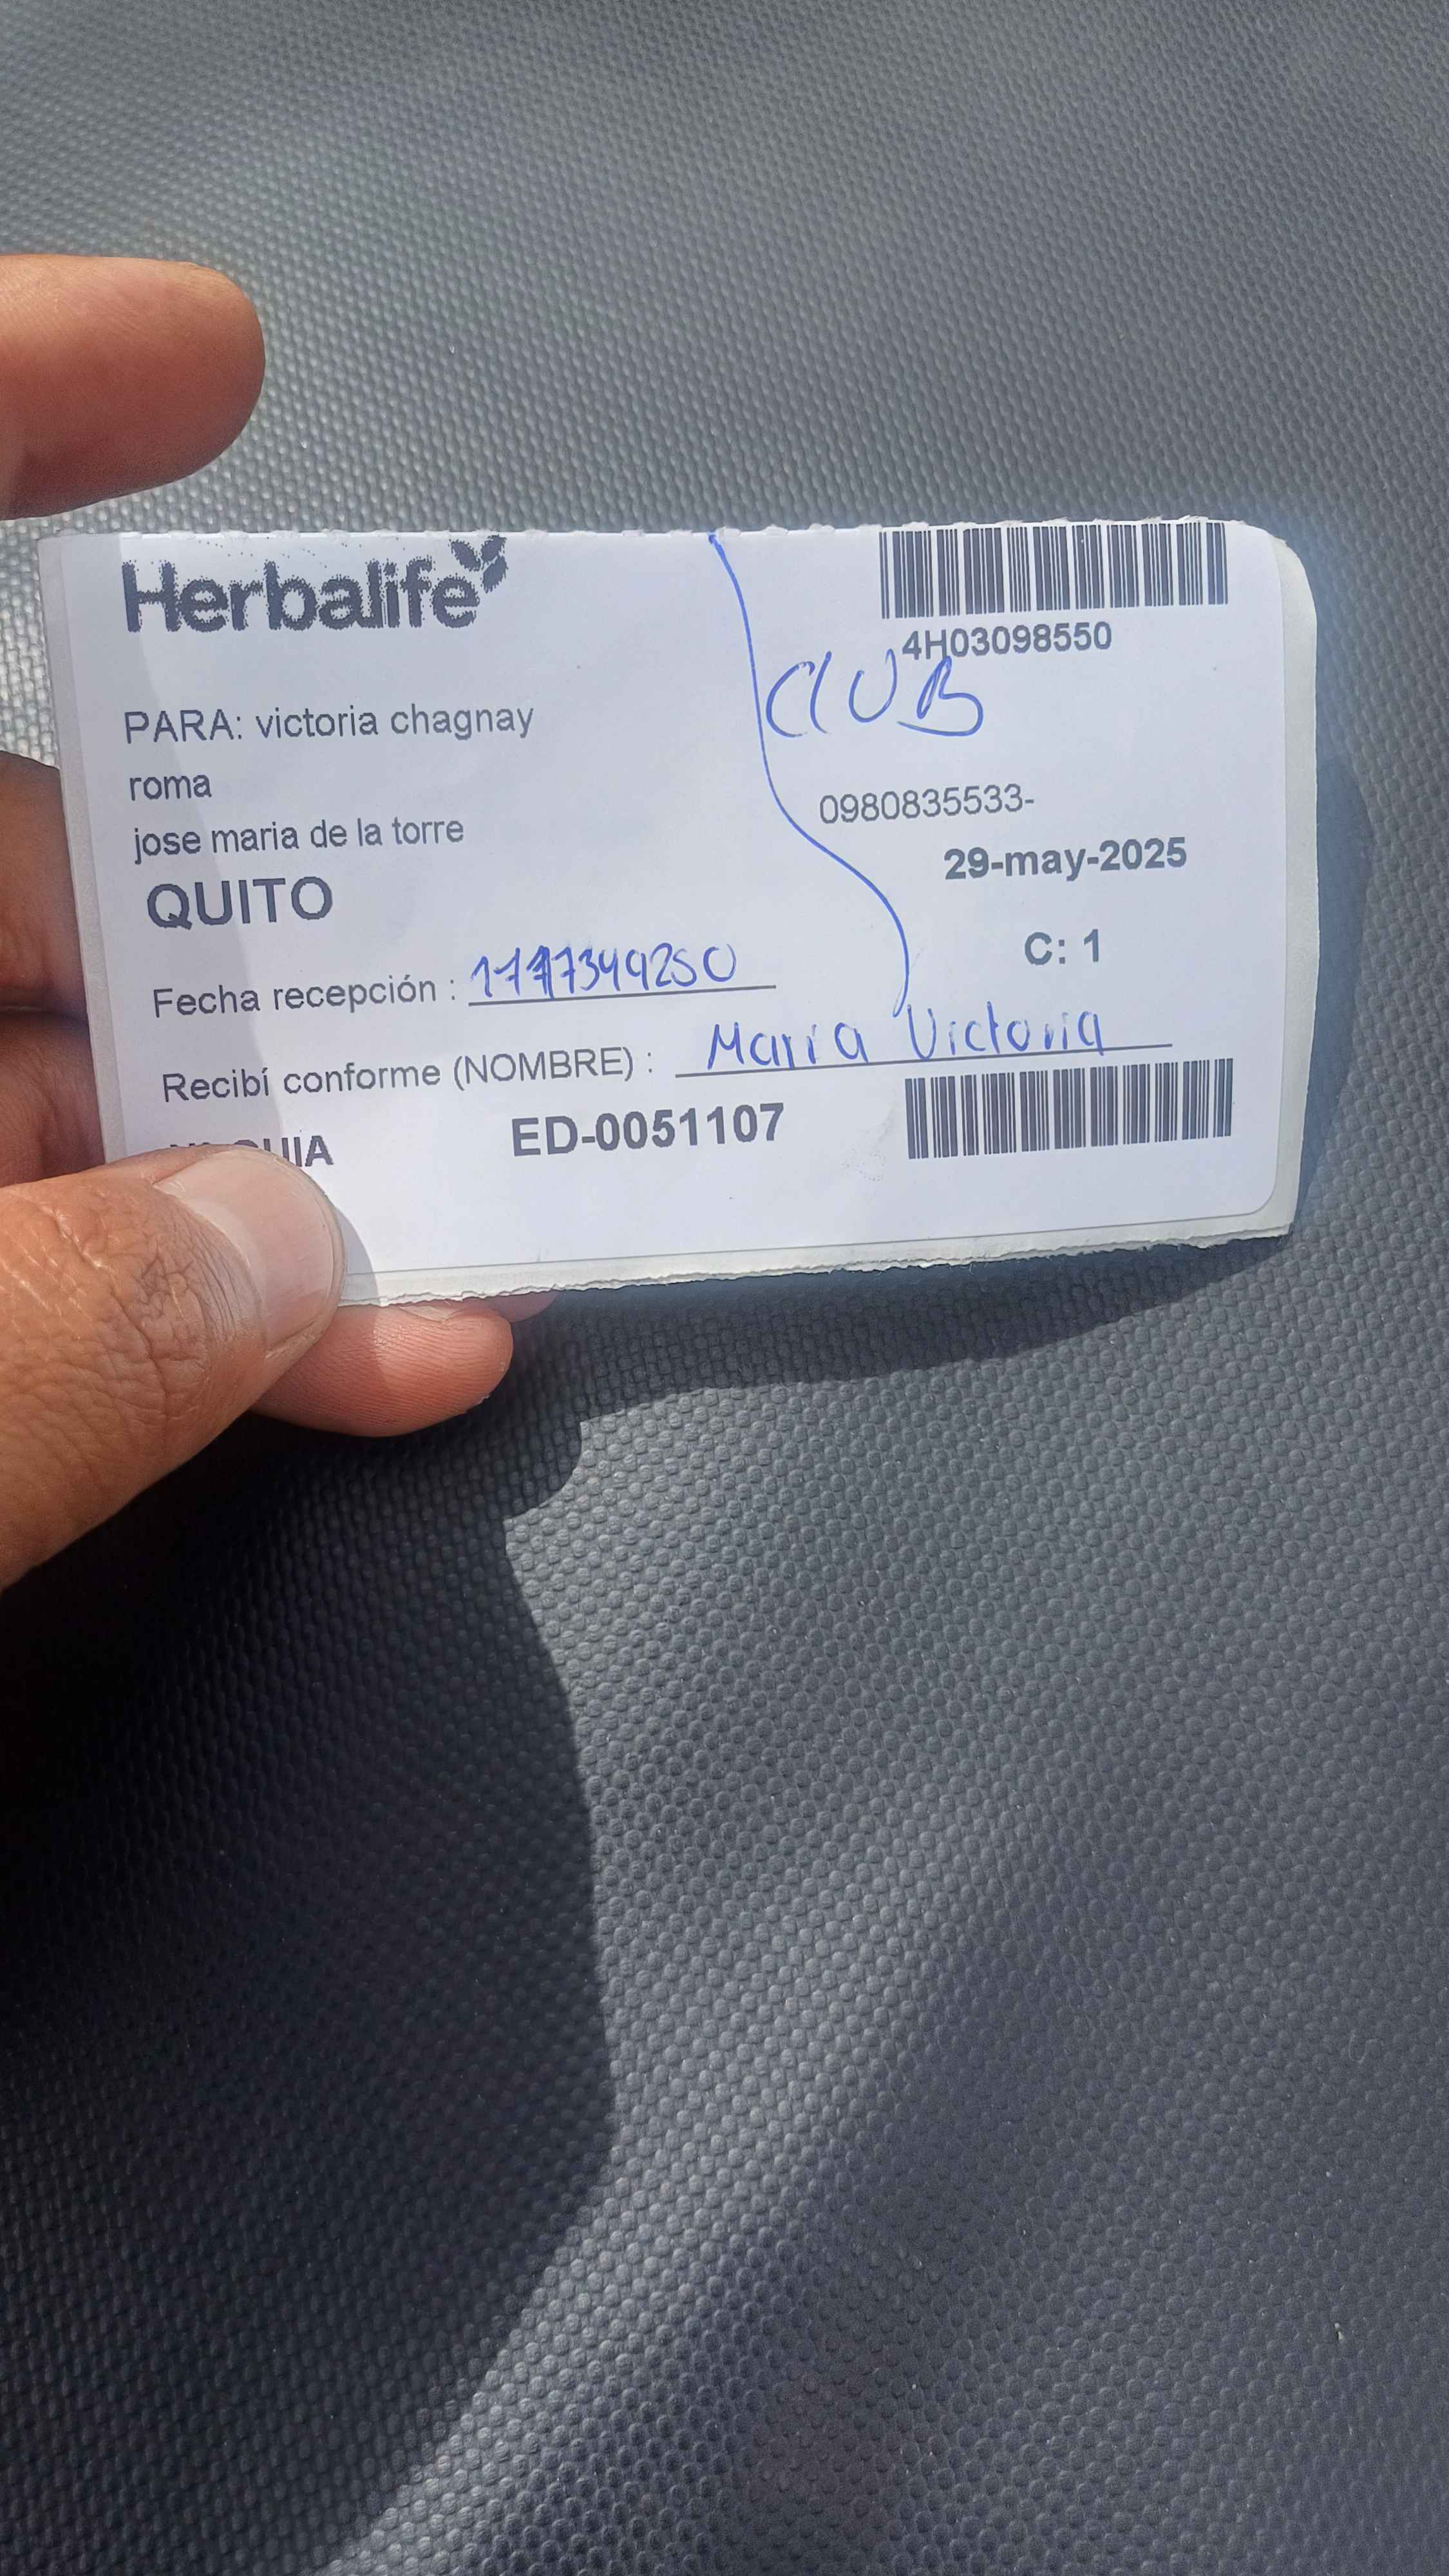 Herbalife
4H03098550
CLUB
PARA: victoria chagnay
roma
0980835533-
jose maria de la torre
29-may-2025
QUITO
C: 1
Fecha recepción :
Recibí conforme (NOMBRE) : Maria Victoria
ED-0051107